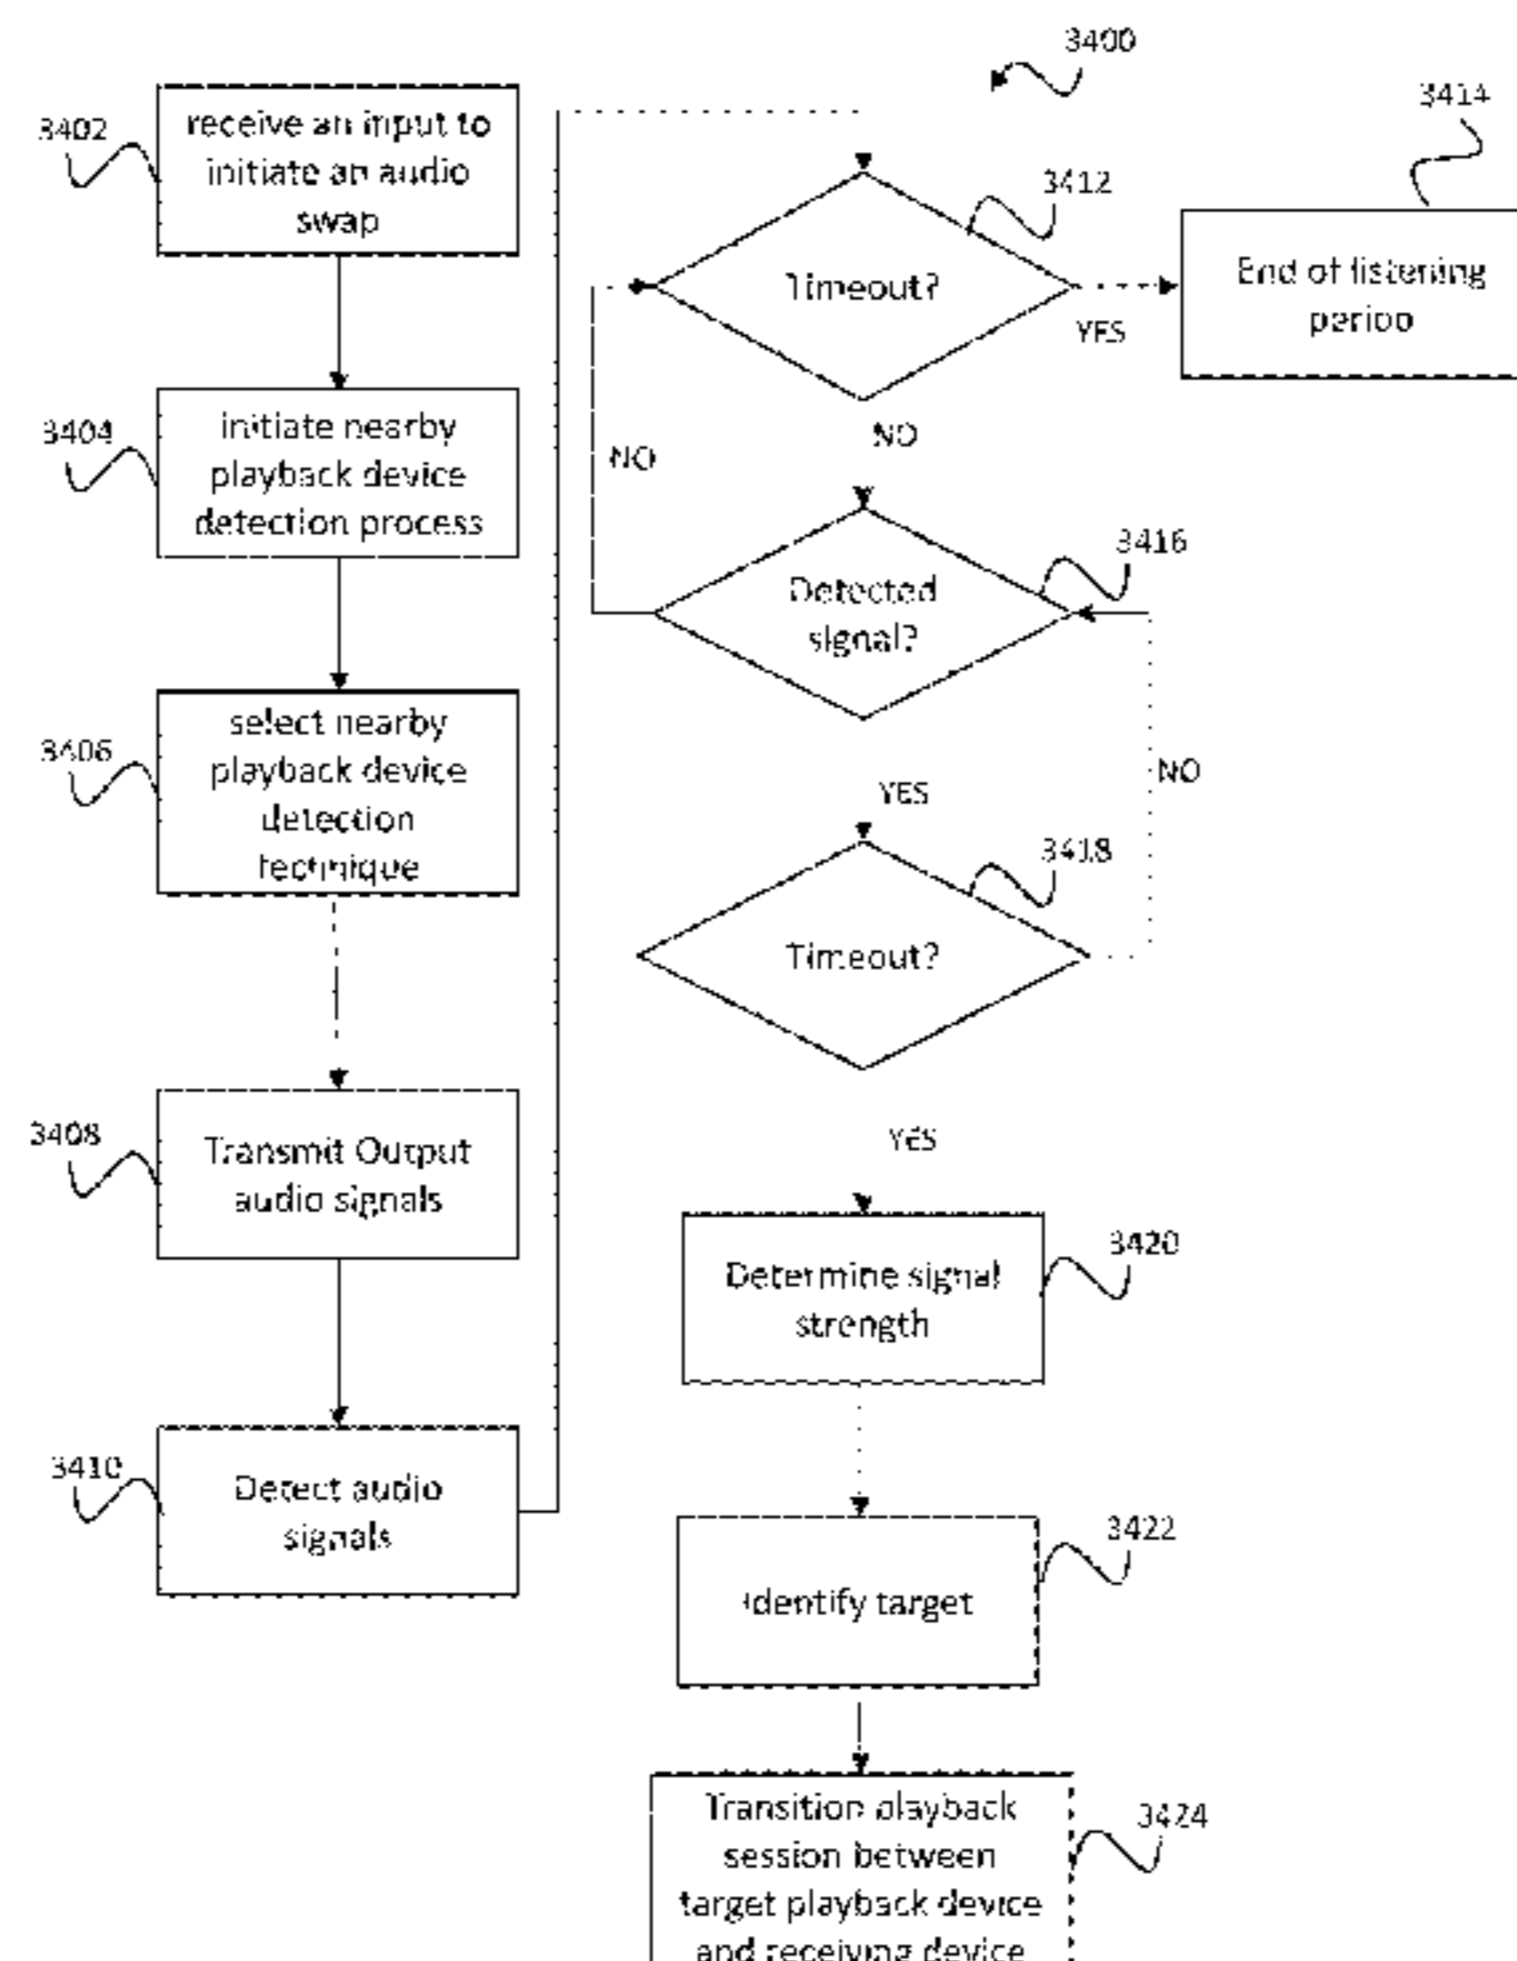 3400
3402
receive an input to
initiate an audio
swap
3404
initiate nearby
playback device
detection process
3406
select nearby
playback device
detection
technique
3408
Transmit Output
audio signals
3410
Detect audio
signals
3412
Timeout?
YES
NO
3414
End of listening
period
3416
Detected
signal?
NO
YES
3418
Timeout?
NO
YES
3420
Determine signal
strength
3422
Identify target
3424
Transition playback
session between
target playback device
and receiving device